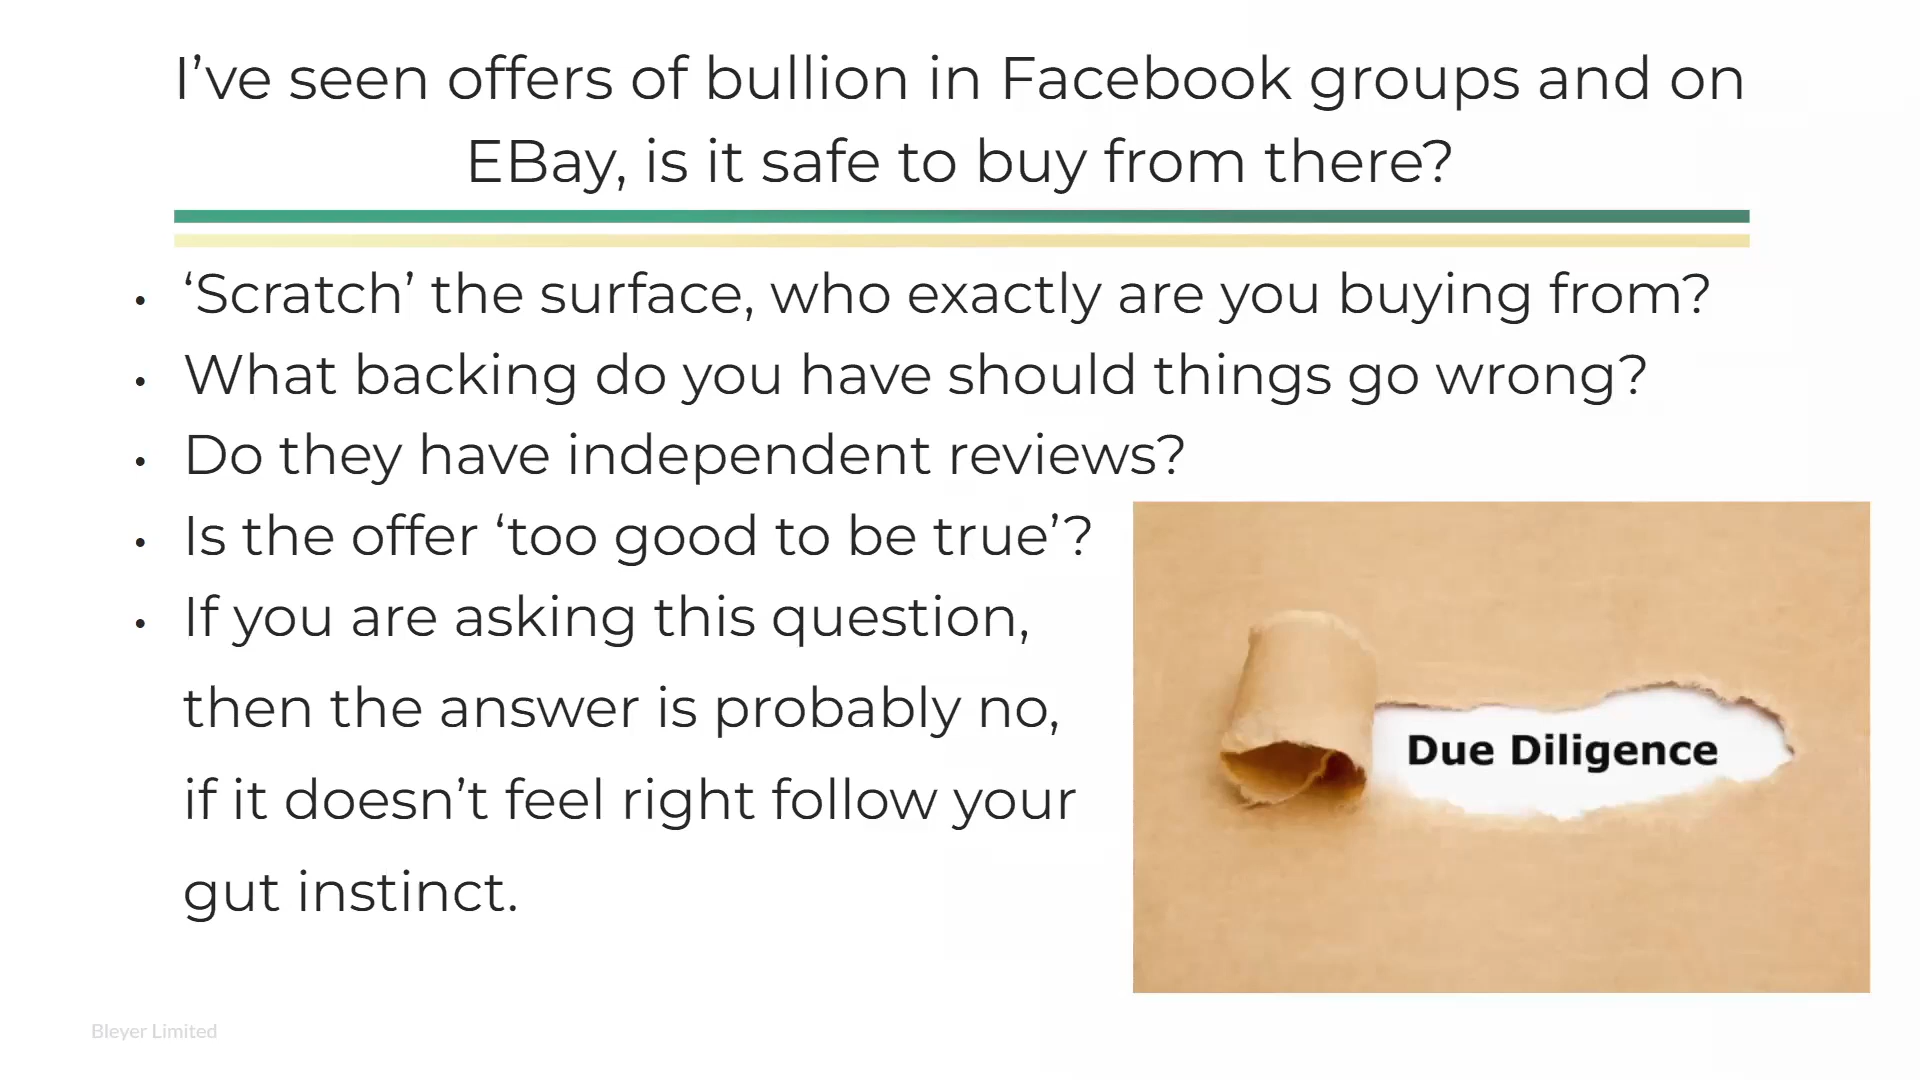 I’ve seen offers of bullion in Facebook groups and on
EBay, is it safe to buy from there?
• ‘Scratch’ the surface, who exactly are you buying from?
• What backing do you have should things go wrong?
• Do they have independent reviews?
• Is the offer ‘too good to be true’?
• If you are asking this question,
then the answer is probably no,
if it doesn’t feel right follow your
gut instinct.
Due Diligence
Bleyer Limited